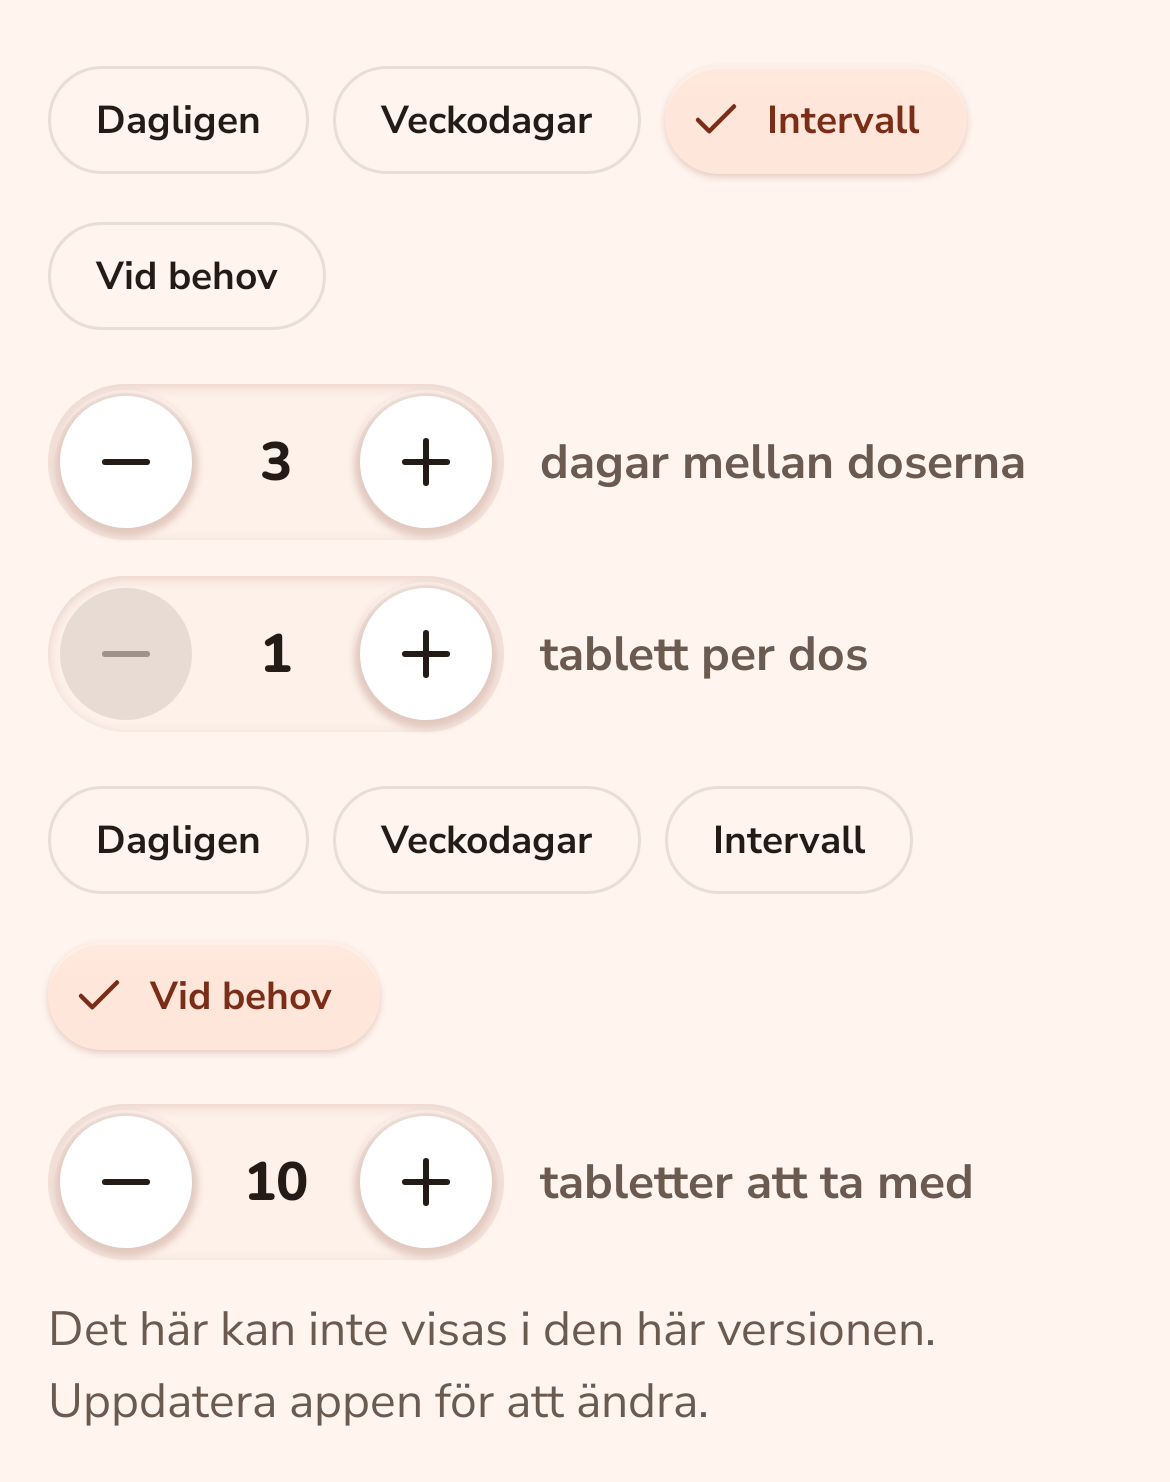 Dagligen Veckodagar Intervall
Vid behov
3 dagar mellan doserna
1 tablett per dos
Dagligen Veckodagar Intervall
Vid behov
10 tabletter att ta med
Det här kan inte visas i den här versionen.
Uppdatera appen för att ändra.